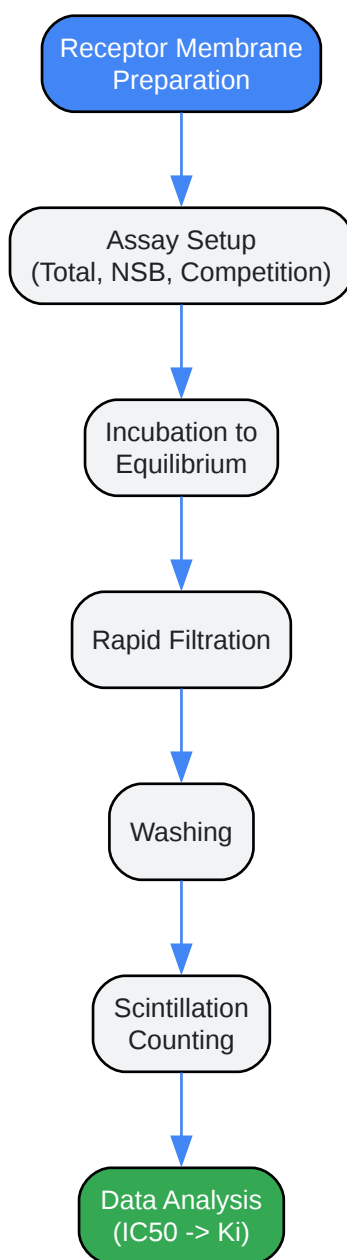 Receptor Membrane
Preparation
Assay Setup
(Total, NSB, Competition)
Incubation to
Equilibrium
Rapid Filtration
Washing
Scintillation
Counting
Data Analysis
(IC50 -> Ki)